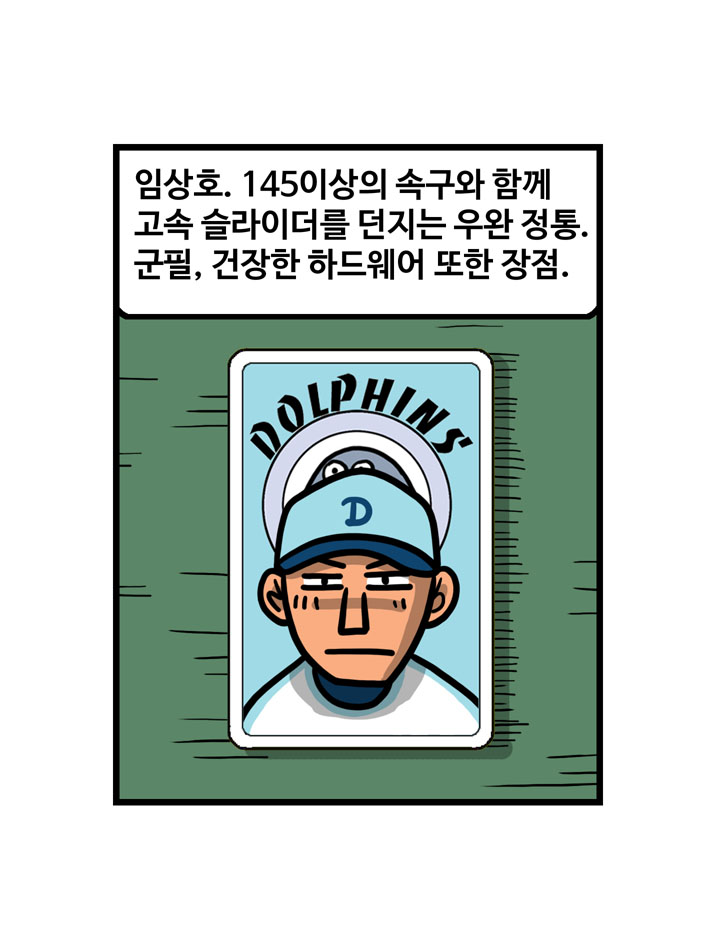 임상호. 145이상의 속구와 함께
고속 슬라이더를 던지는 우완 정통.
군필, 건장한 하드웨어 또한 장점.
DOLPHINS
D